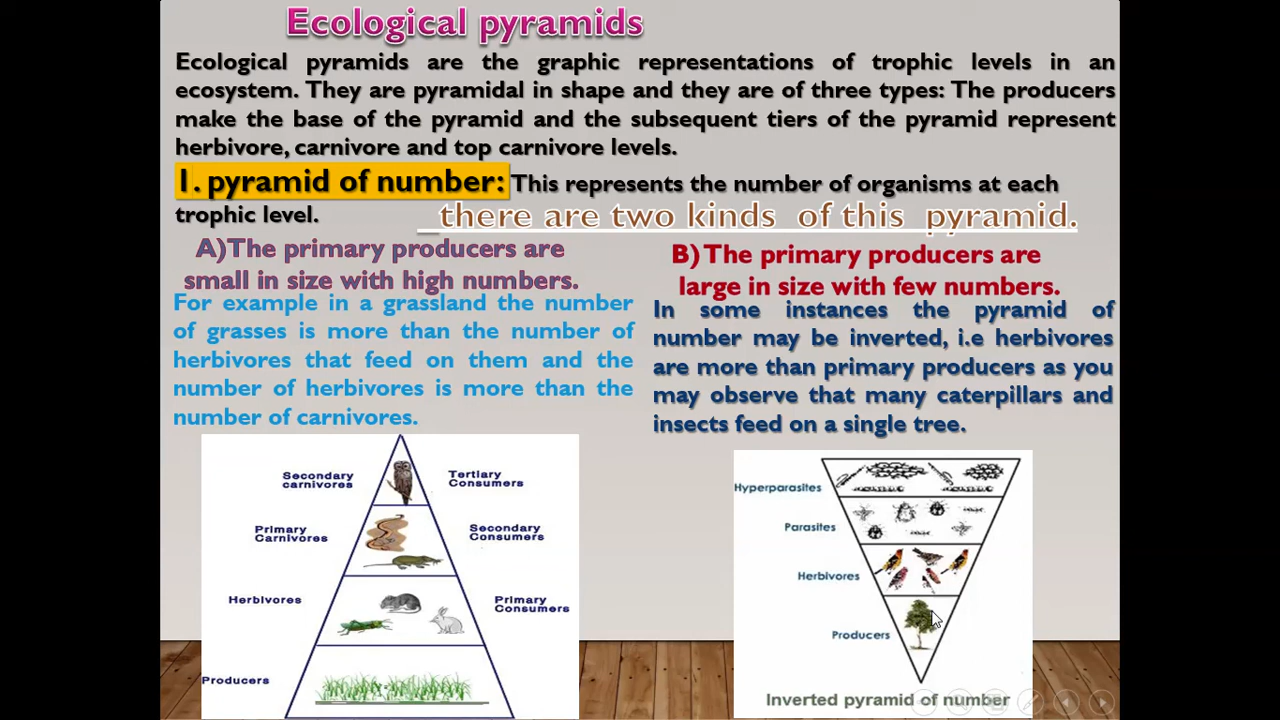 Ecological pyramids
Ecological pyramids are the graphic representations of trophic levels in an
ecosystem. They are pyramidal in shape and they are of three types: The producers
make the base of the pyramid and the subsequent tiers of the pyramid represent
herbivore, carnivore and top carnivore levels.
1. pyramid of number: This represents the number of organisms at each
trophic level.
_there are two kinds of this pyramid.
A)The primary producers are
small in size with high numbers.
For example in a grassland the number
of grasses is more than the number of
herbivores that feed on them and the
number of herbivores is more than the
number of carnivores.
Secondary
carnivores
Tertiary
Consumers
Primary
Carnivores
Secondary
Consumers
Herbivores
Primary
Consumers
Producers
B) The primary producers are
large in size with few numbers.
In some instances the pyramid of
number may be inverted, i.e herbivores
are more than primary producers as you
may observe that many caterpillars and
insects feed on a single tree.
Hyperparasites
Parasites
Herbivores
Producers
Inverted pyramid of number